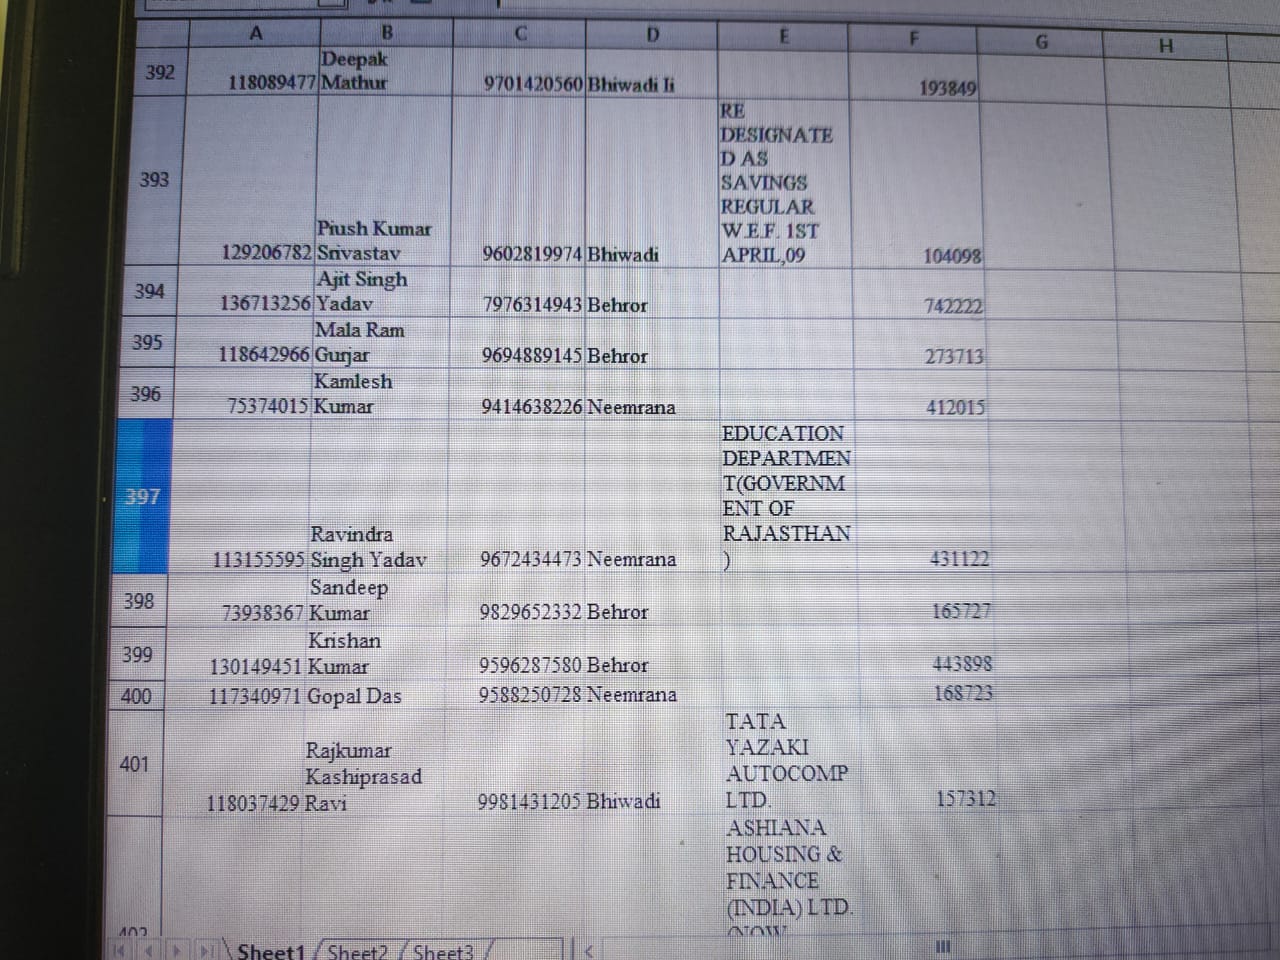 A B C D E F G H
392 118089477 Deepak Mathur 9701420560 Bhiwadi Ii 193849
393 129206782 Piush Kumar Srivastav 9602819974 Bhiwadi RE DESIGNATE D AS SAVINGS REGULAR W.E.F. 1ST APRIL,09 104098
394 136713256 Ajit Singh Yadav 7976314943 Behror 742222
395 118642966 Mala Ram Gurjar 9694889145 Behror 273713
396 75374015 Kamlesh Kumar 9414638226 Neemrana 412015
397 113155595 Ravindra Singh Yadav 9672434473 Neemrana EDUCATION DEPARTMEN T(GOVERNM ENT OF RAJASTHAN ) 431122
398 73938367 Sandeep Kumar 9829652332 Behror 165727
399 130149451 Krishan Kumar 9596287580 Behror 443898
400 117340971 Gopal Das 9588250728 Neemrana 168723
401 118037429 Rajkumar Kashiprasad Ravi 9981431205 Bhiwadi TATA YAZAKI AUTOCOMP LTD. 157312
402 ASHIANA HOUSING & FINANCE (INDIA) LTD. (NOW
Sheet1 Sheet2 Sheet3